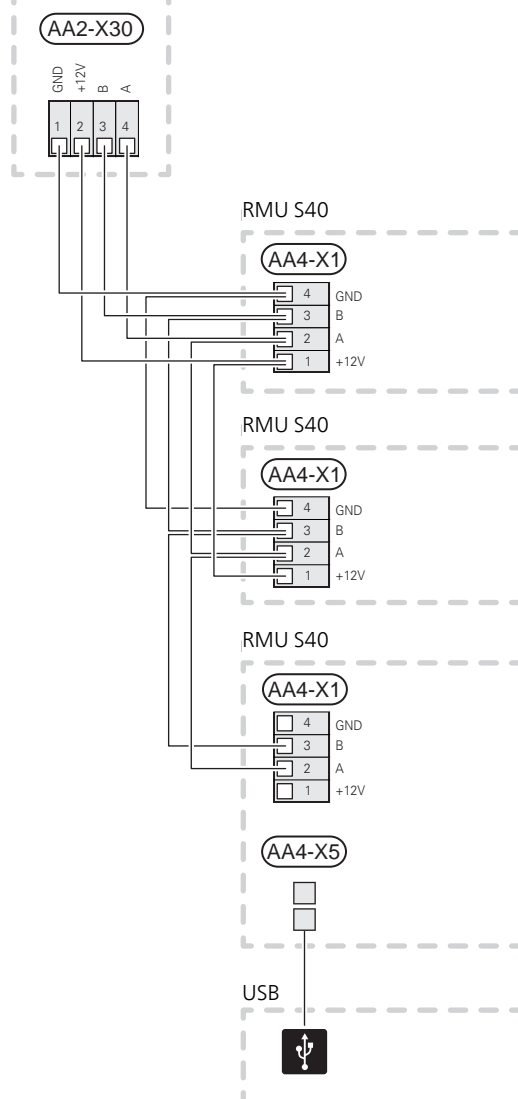 AA2-X30
GND +12V B A
1 2 3 4
RMU S40
AA4-X1
4 GND
3 B
2 A
1 +12V
RMU S40
AA4-X1
4 GND
3 B
2 A
1 +12V
RMU S40
AA4-X1
4 GND
3 B
2 A
1 +12V
AA4-X5
USB